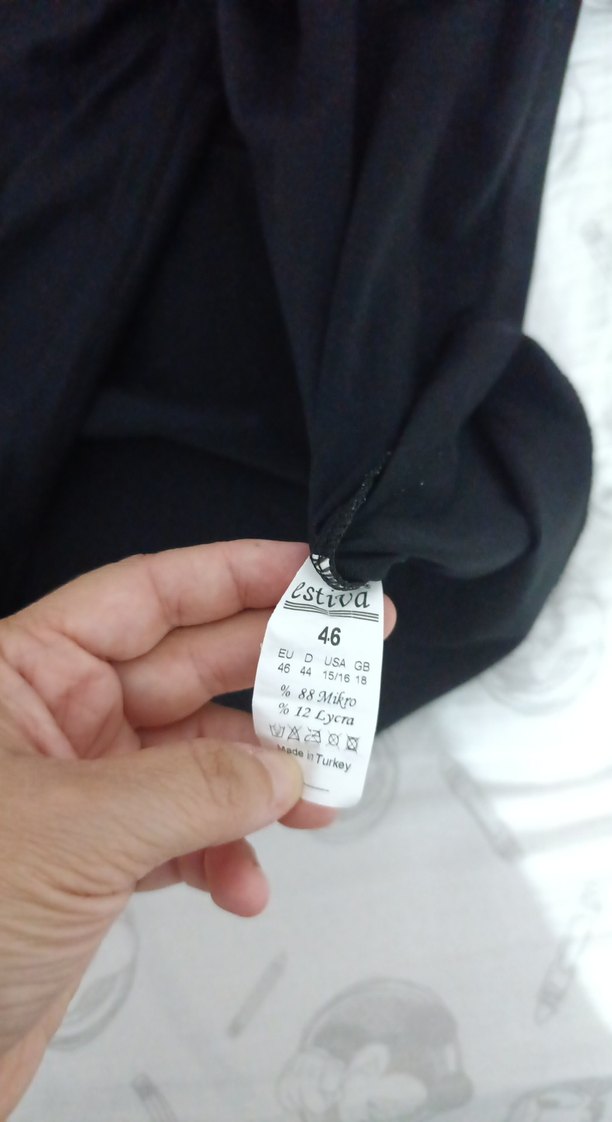 estiva
46
EU D USA GB
46 44 15/16 18
% 88 Mikro
% 12 Lycra
Made in Turkey